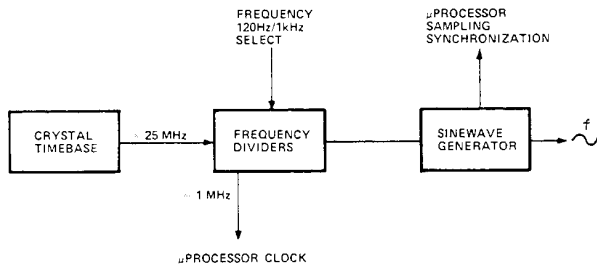 FREQUENCY
120Hz/1kHz
SELECT
μPROCESSOR
SAMPLING
SYNCHRONIZATION
CRYSTAL
TIMEBASE
≈ 25 MHz
FREQUENCY
DIVIDERS
SINEWAVE
GENERATOR
f
≈ 1 MHz
μPROCESSOR CLOCK